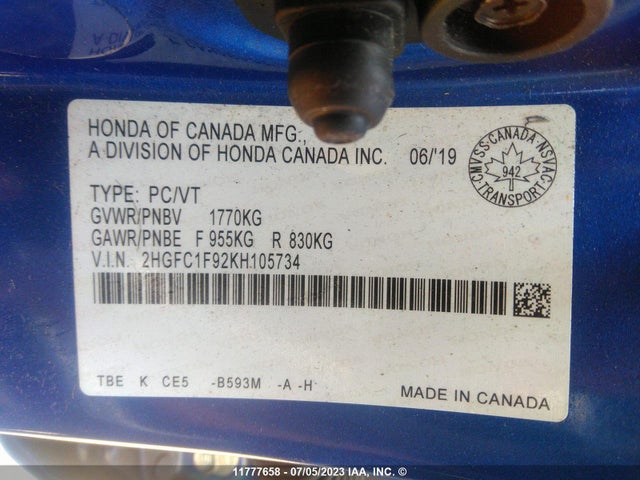 HONDA OF CANADA MFG.,
A DIVISION OF HONDA CANADA INC. 06/'19
CMVSS·CANADA·NSVAC
942
TRANSPORT
TYPE: PC/VT
GVWR/PNBV 1770KG
GAWR/PNBE F 955KG R 830KG
V.I.N. 2HGFC1F92KH105734
TBE K CE5 -B593M -A -H
MADE IN CANADA
11777658 - 07/05/2023 IAA, INC. ©